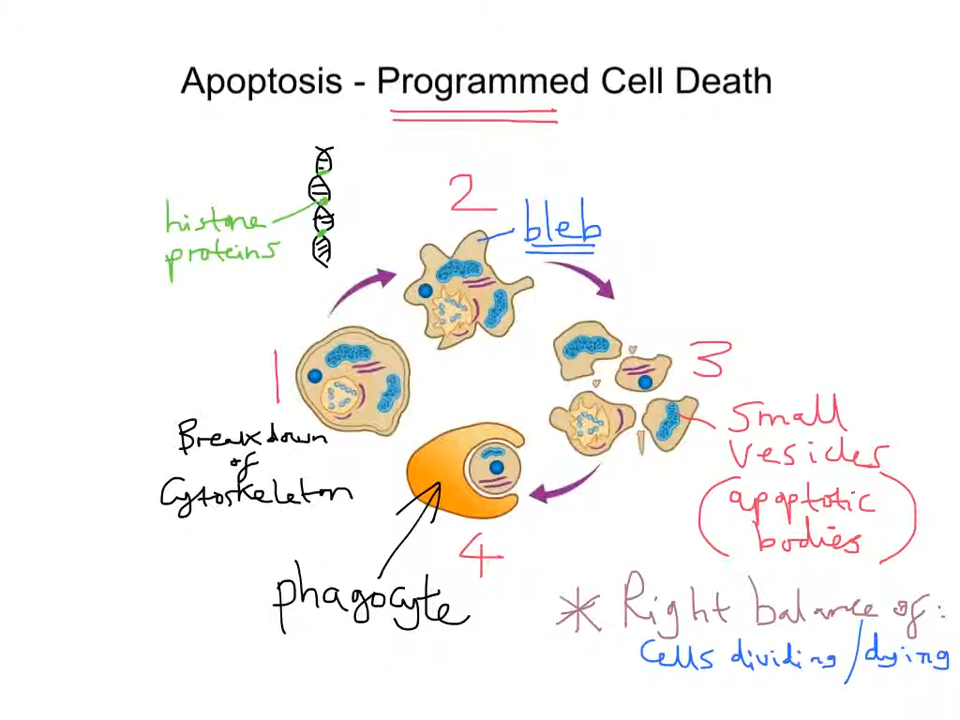 Apoptosis - Programmed Cell Death
histone
proteins
2
bleb
1
3
Breakdown
of
Cytoskeleton
Small
vesicles
(apoptotic
bodies)
4
phagocyte
* Right balance of:
Cells dividing/dying